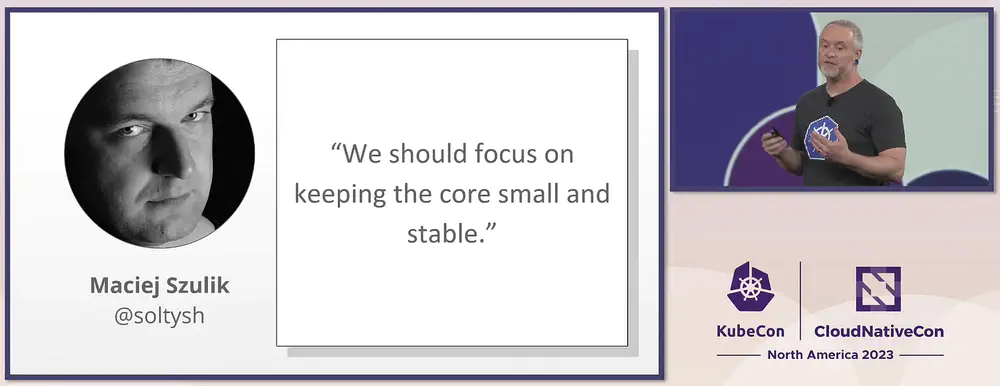 “We should focus on
keeping the core small and
stable.”
Maciej Szulik
@soltysh
KubeCon
CloudNativeCon
North America 2023